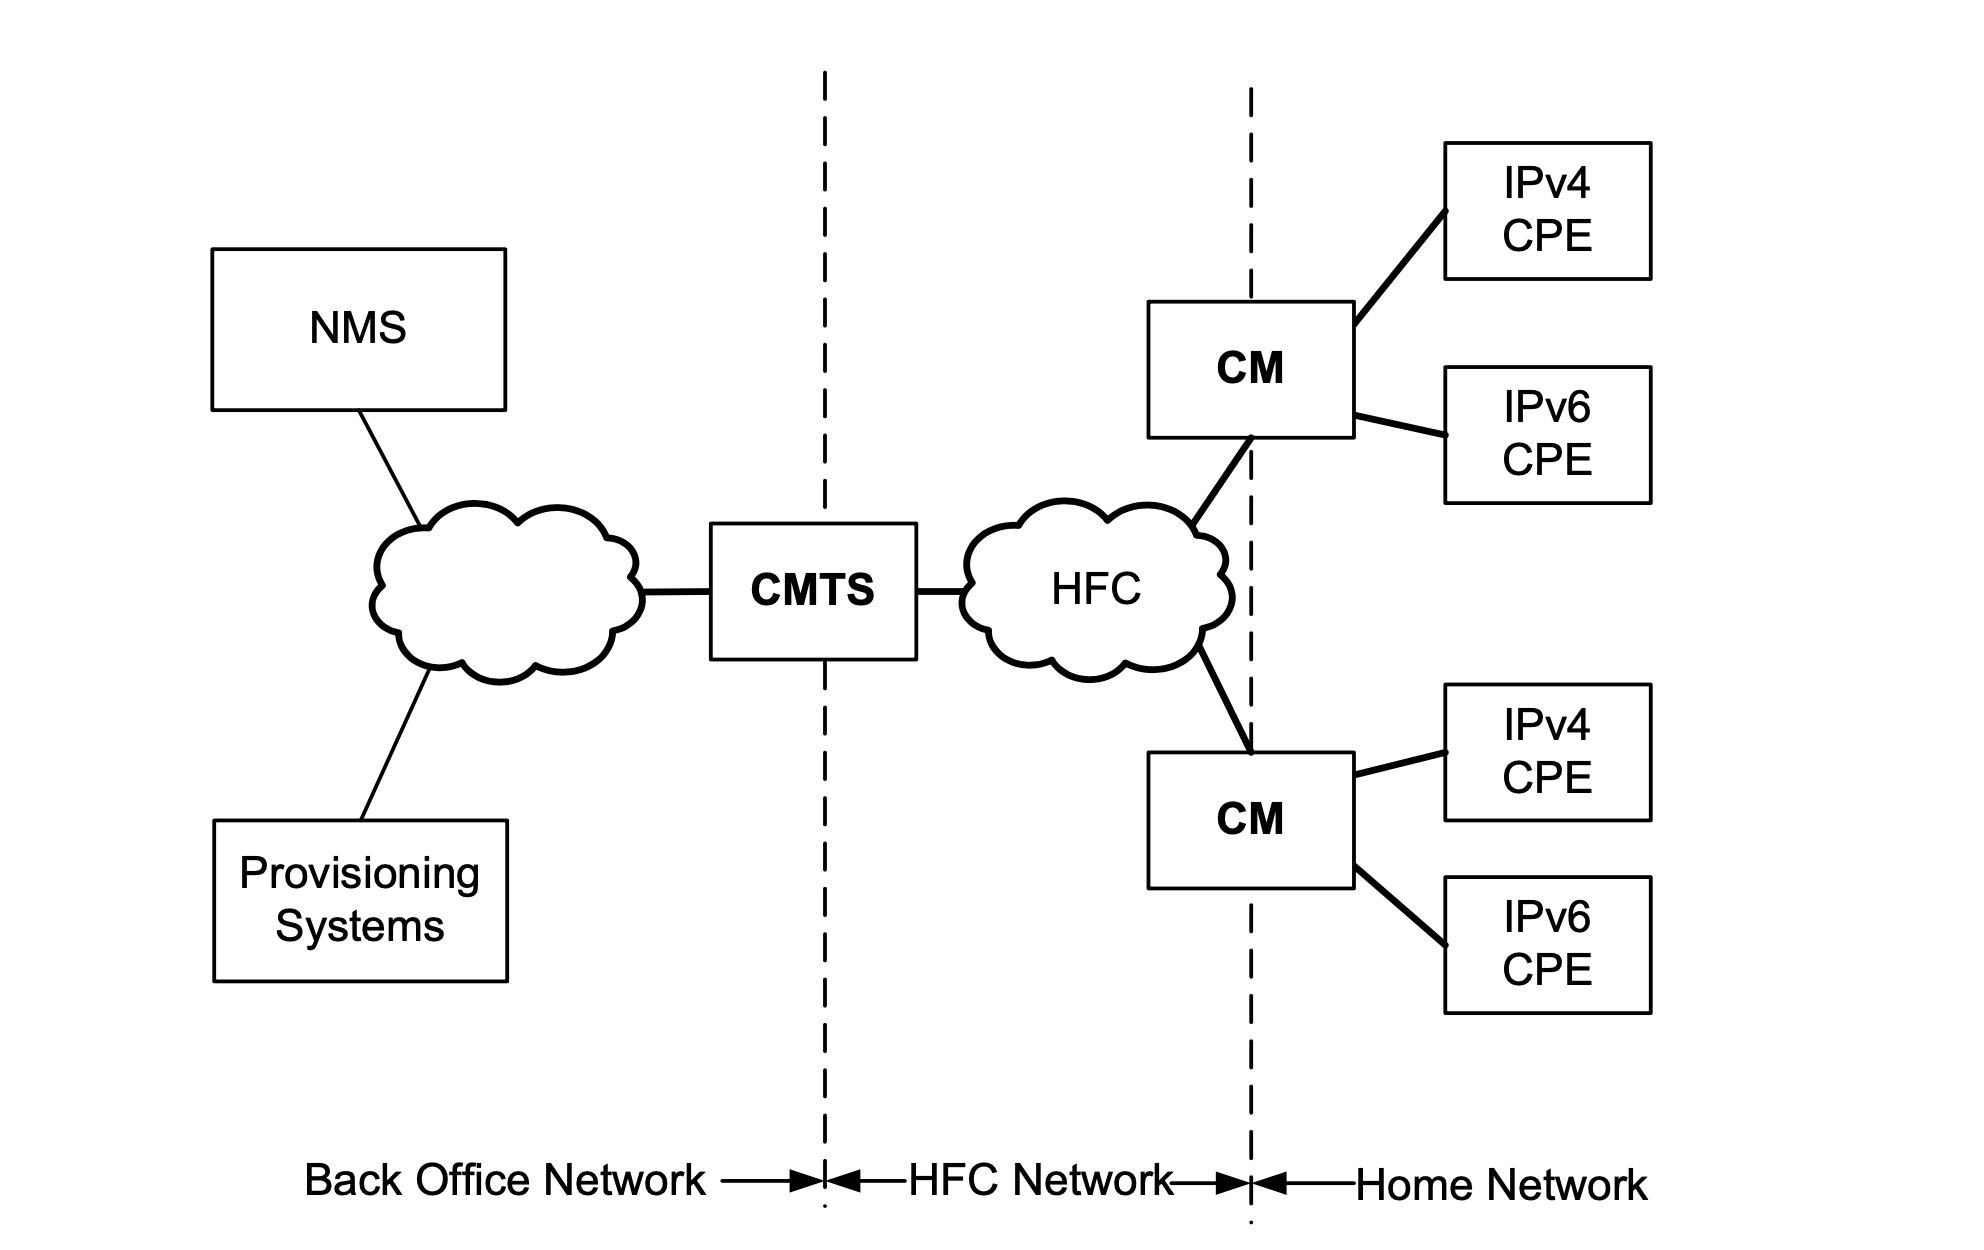 NMS
Provisioning
Systems
CMTS
HFC
CM
CM
IPv4
CPE
IPv6
CPE
IPv4
CPE
IPv6
CPE
Back Office Network
HFC Network
Home Network